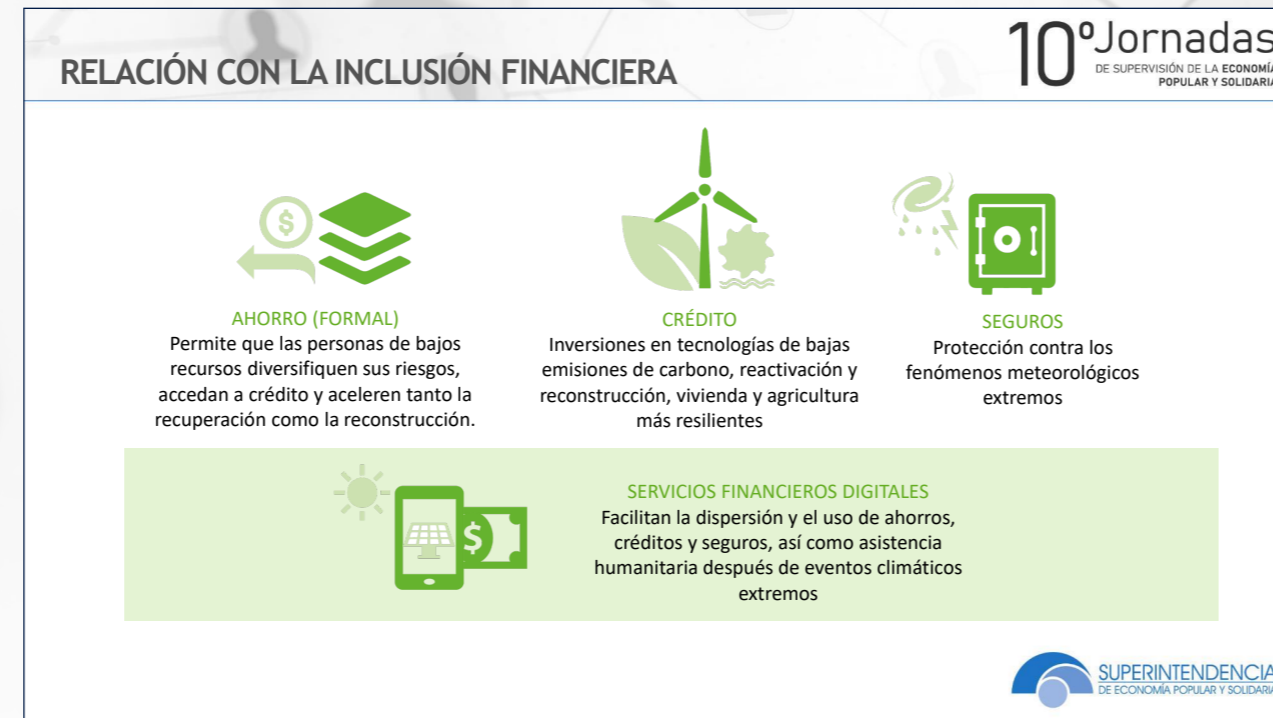 RELACIÓN CON LA INCLUSIÓN FINANCIERA
10º Jornadas
DE SUPERVISIÓN DE LA ECONOMÍA
POPULAR Y SOLIDARIA
$
AHORRO (FORMAL)
Permite que las personas de bajos
recursos diversifiquen sus riesgos,
accedan a crédito y aceleren tanto la
recuperación como la reconstrucción.
CRÉDITO
Inversiones en tecnologías de bajas
emisiones de carbono, reactivación y
reconstrucción, vivienda y agricultura
más resilientes
SEGUROS
Protección contra los
fenómenos meteorológicos
extremos
$
SERVICIOS FINANCIEROS DIGITALES
Facilitan la dispersión y el uso de ahorros,
créditos y seguros, así como asistencia
humanitaria después de eventos climáticos
extremos
SUPERINTENDENCIA
DE ECONOMÍA POPULAR Y SOLIDARIA